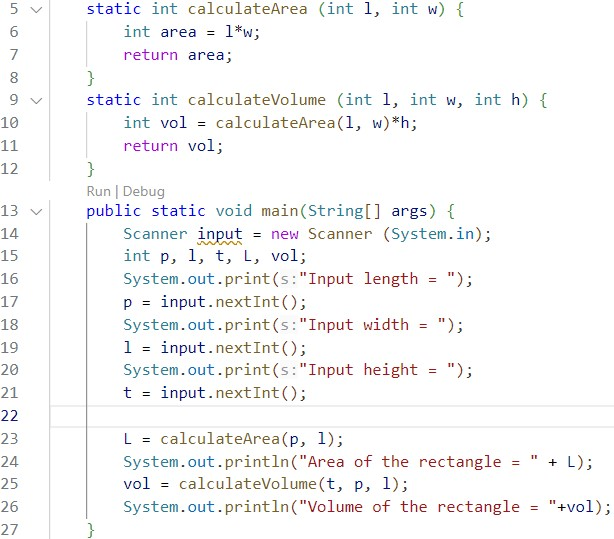 5 static int calculateArea (int l, int w) {
6 int area = l*w;
7 return area;
8 }
9 static int calculateVolume (int l, int w, int h) {
10 int vol = calculateArea(l, w)*h;
11 return vol;
12 }
Run | Debug
13 public static void main(String[] args) {
14 Scanner input = new Scanner (System.in);
15 int p, l, t, L, vol;
16 System.out.print(s:"Input length = ");
17 p = input.nextInt();
18 System.out.print(s:"Input width = ");
19 l = input.nextInt();
20 System.out.print(s:"Input height = ");
21 t = input.nextInt();
22
23 L = calculateArea(p, l);
24 System.out.println("Area of the rectangle = " + L);
25 vol = calculateVolume(t, p, l);
26 System.out.println("Volume of the rectangle = "+vol);
27 }